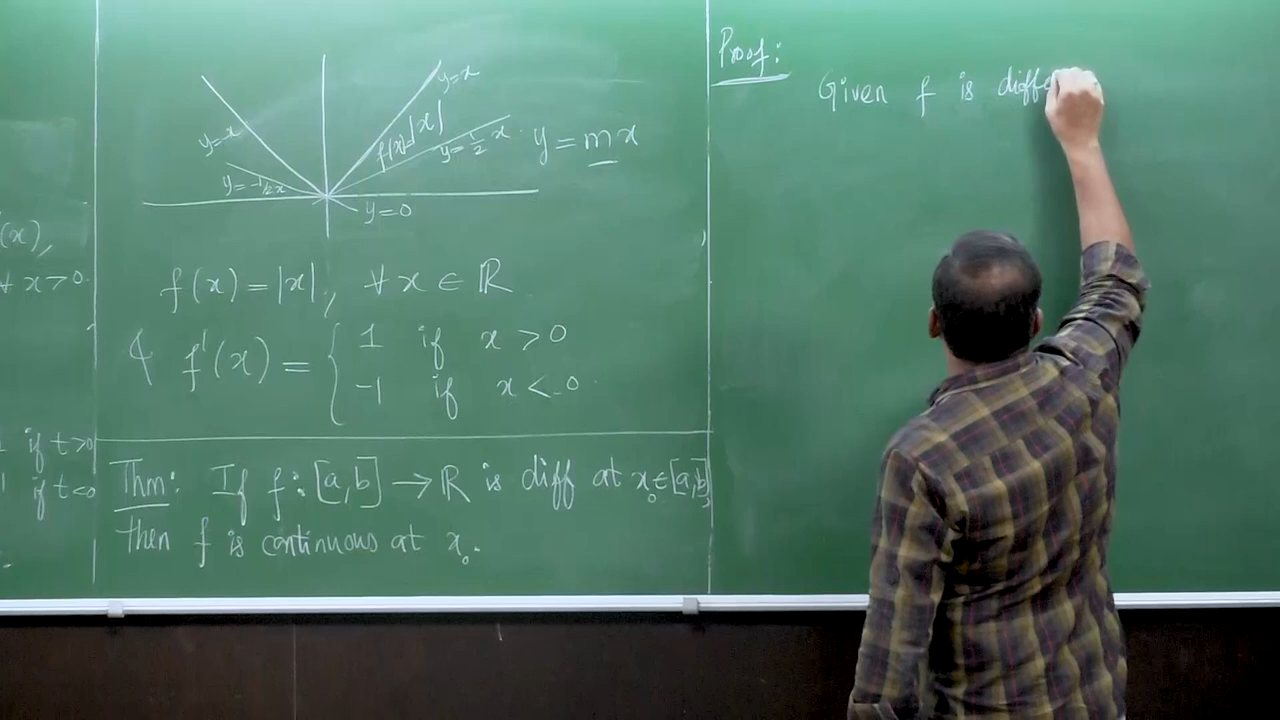 (x),
∀ x>0.
if t>0
if t<0
y=x
y=-x
f(x)=|x|
y=½x
y=-½x
y=mx
y=0
f(x)=|x|, ∀ x ∈ ℝ
& f'(x) = { 1 if x > 0
-1 if x < 0.
Thm: If f:[a,b] → ℝ is diff at x₀∈[a,b]
then f is continuous at x₀.
Proof:
Given f is diffe